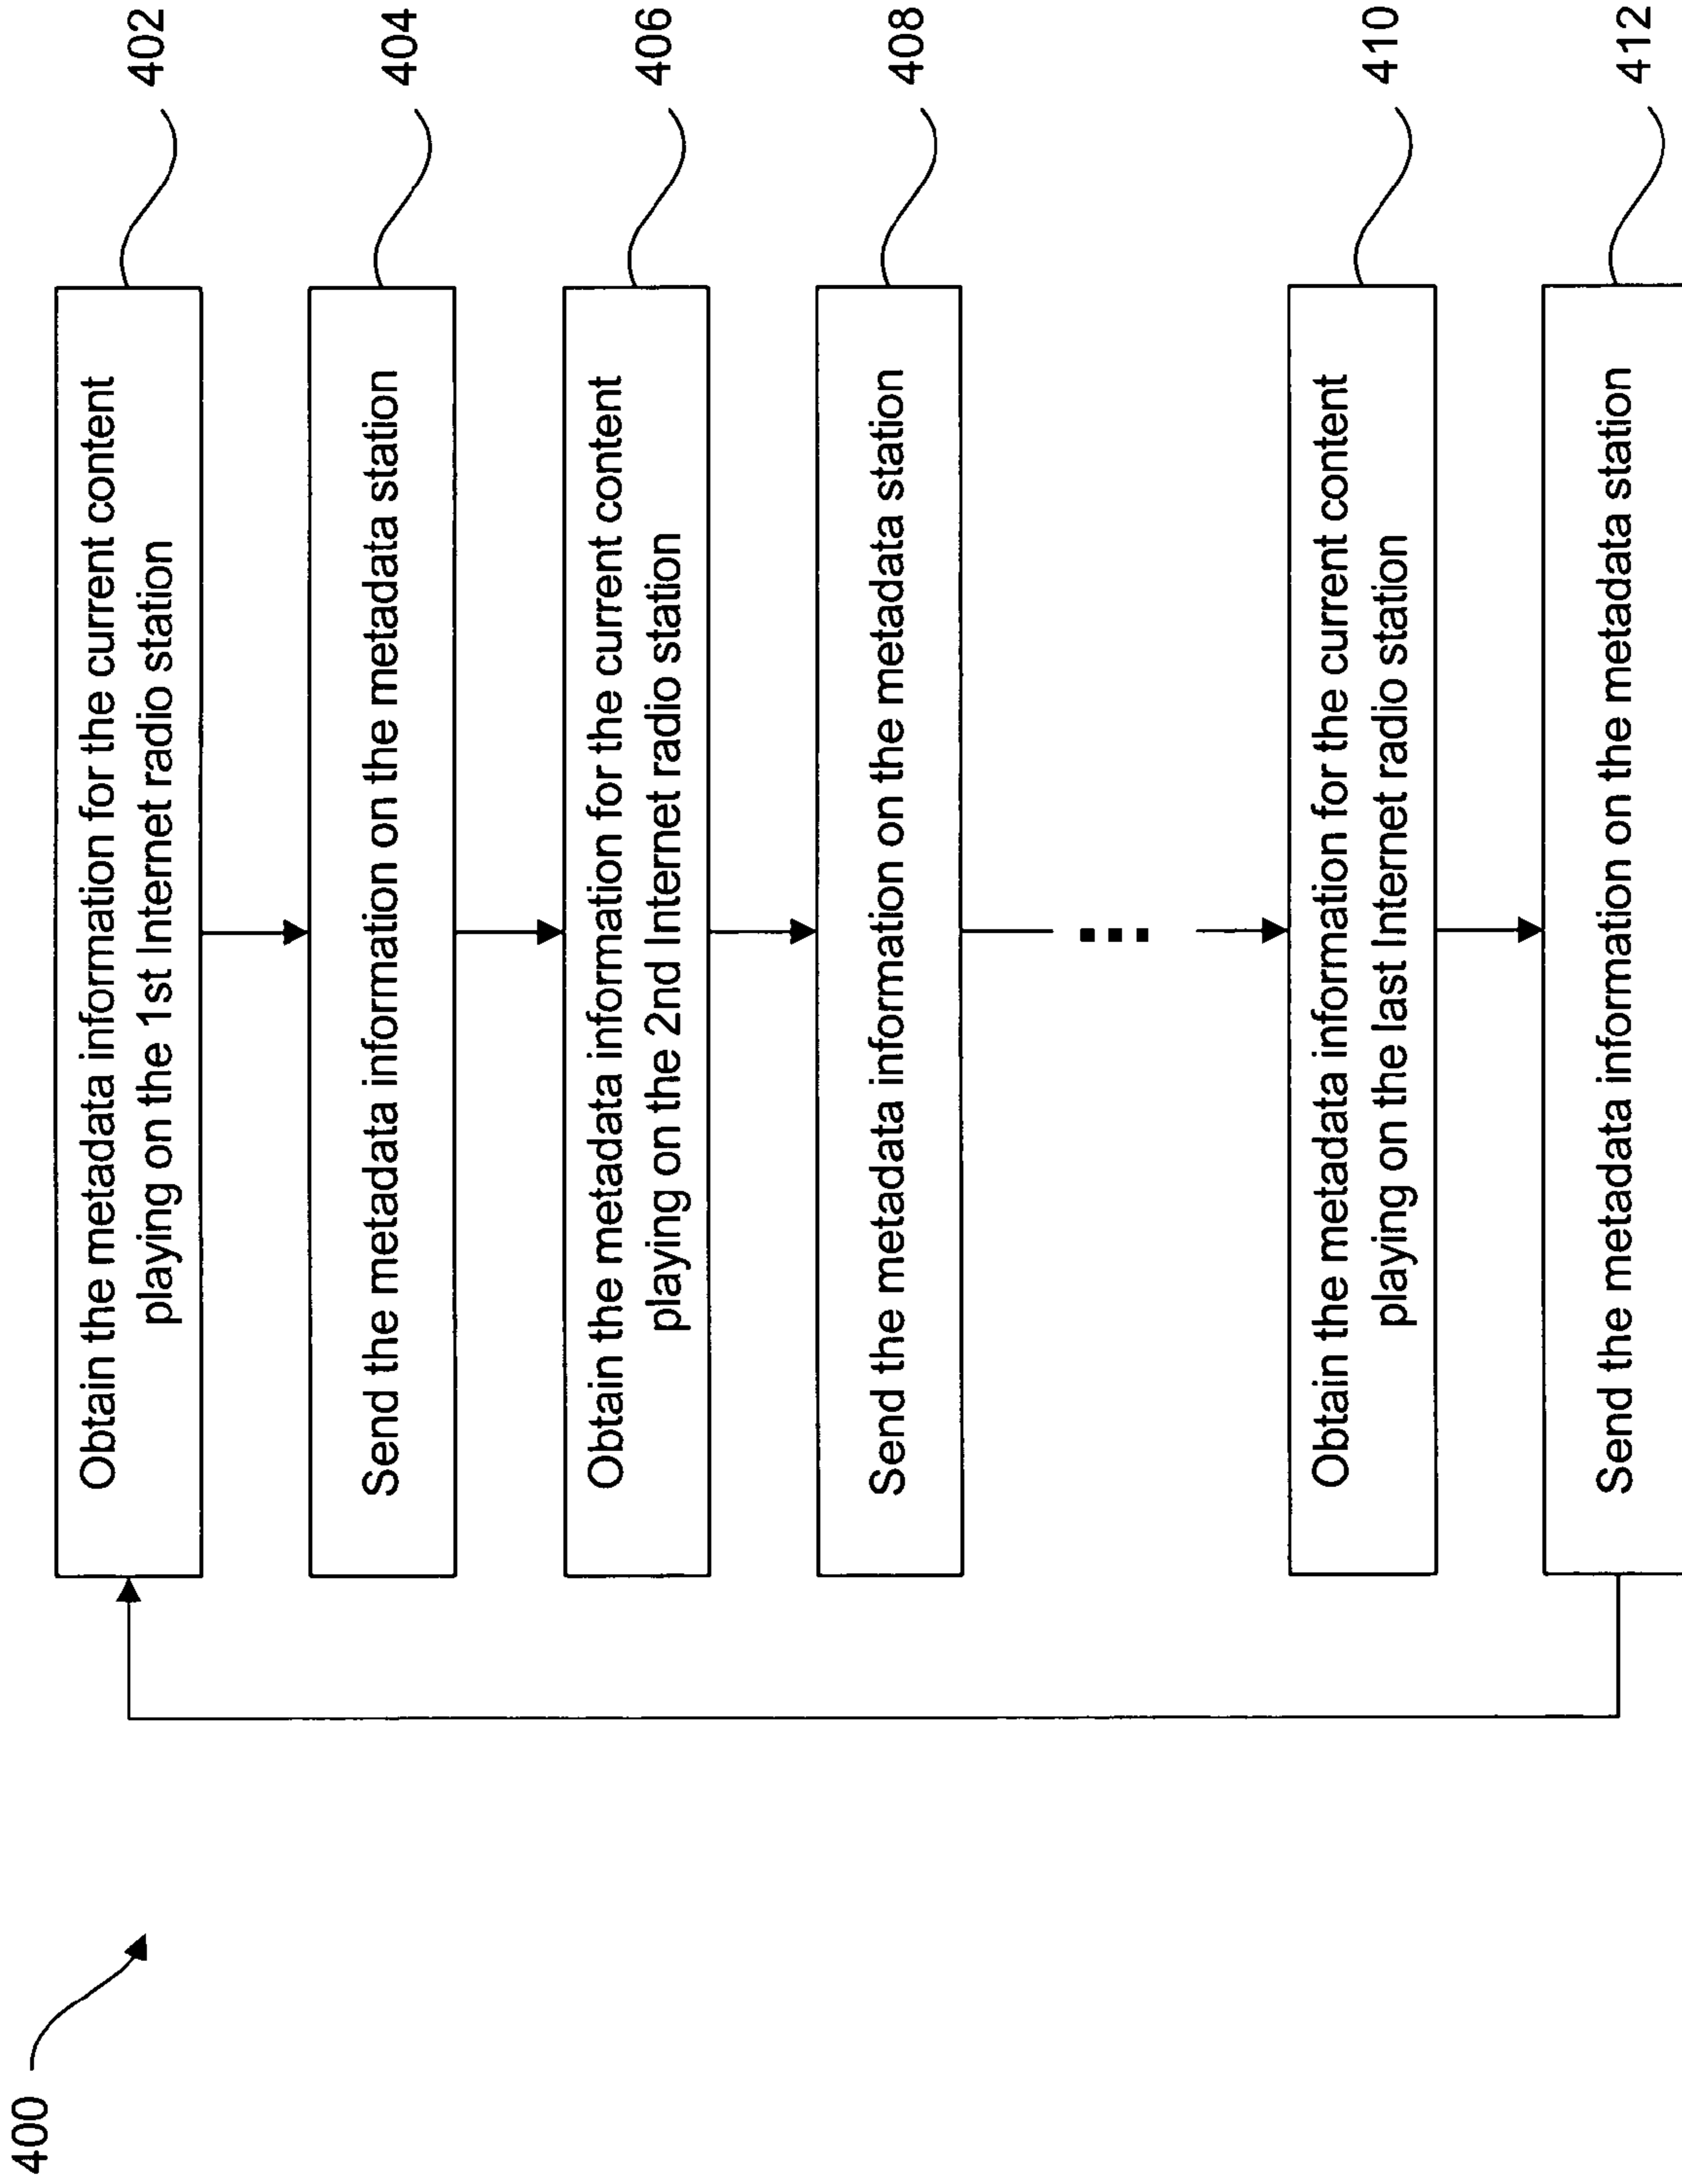 400
Obtain the metadata information for the current content
playing on the 1st Internet radio station
402
Send the metadata information on the metadata station
404
Obtain the metadata information for the current content
playing on the 2nd Internet radio station
406
Send the metadata information on the metadata station
408
Obtain the metadata information for the current content
playing on the last Internet radio station
410
Send the metadata information on the metadata station
412